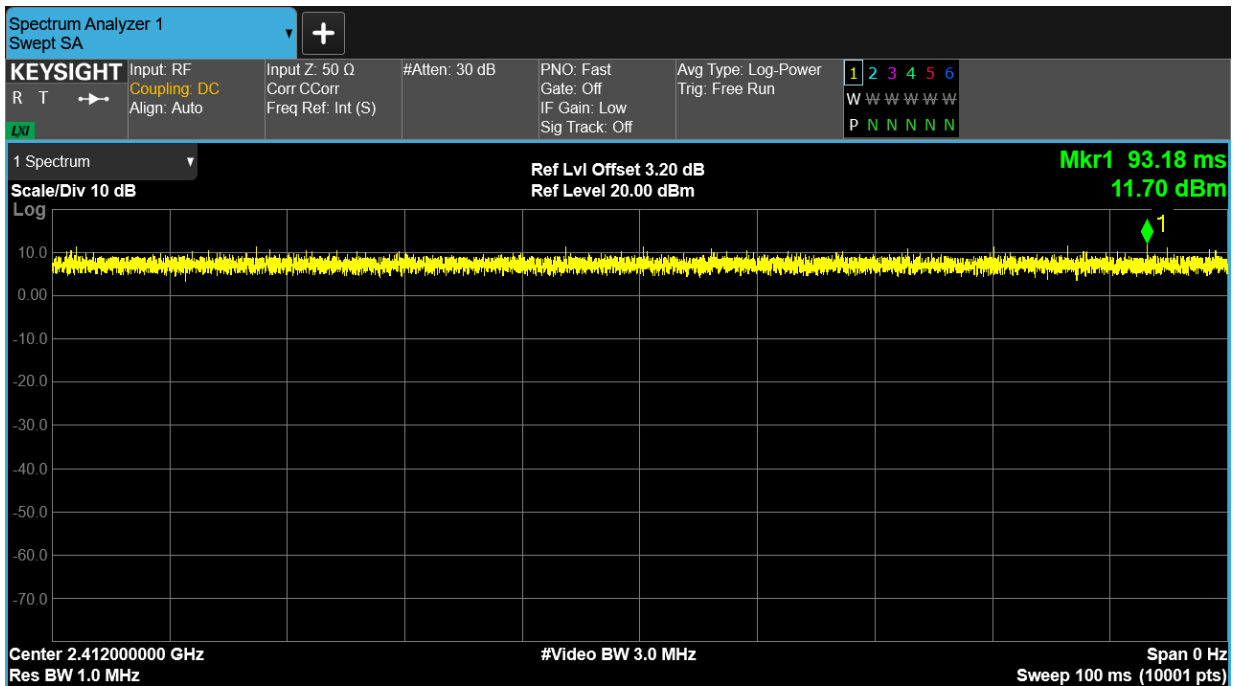 Spectrum Analyzer 1
Swept SA
+
KEYSIGHT
R T
LXI
Input: RF
Coupling: DC
Align: Auto
Input Z: 50 Ω
Corr CCorr
Freq Ref: Int (S)
#Atten: 30 dB
PNO: Fast
Gate: Off
IF Gain: Low
Sig Track: Off
Avg Type: Log-Power
Trig: Free Run
1 2 3 4 5 6
W W W W W W
P N N N N N
1 Spectrum
Scale/Div 10 dB
Ref Lvl Offset 3.20 dB
Ref Level 20.00 dBm
Mkr1 93.18 ms
11.70 dBm
Log
1
10.0
0.00
-10.0
-20.0
-30.0
-40.0
-50.0
-60.0
-70.0
Center 2.412000000 GHz
#Video BW 3.0 MHz
Span 0 Hz
Res BW 1.0 MHz
Sweep 100 ms (10001 pts)